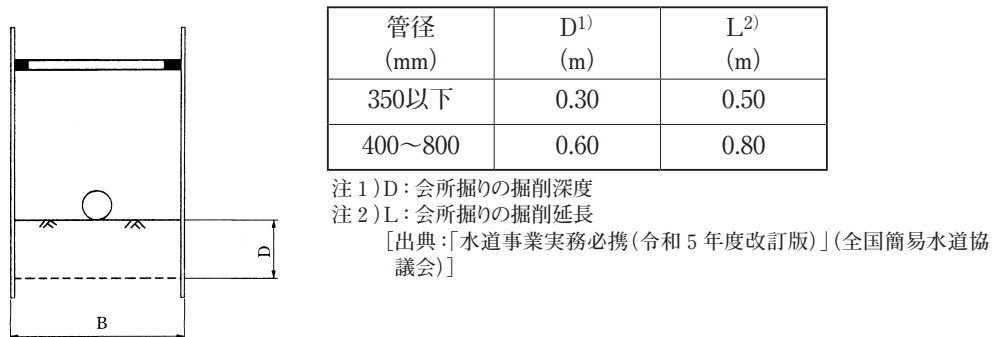 管径
(mm)
D1)
(m)
L2)
(m)
350以下
0.30
0.50
400～800
0.60
0.80
注1)D：会所掘りの掘削深度
注2)L：会所掘りの掘削延長
[出典：「水道事業実務必携(令和5年度改訂版)」(全国簡易水道協
議会)]
D
B